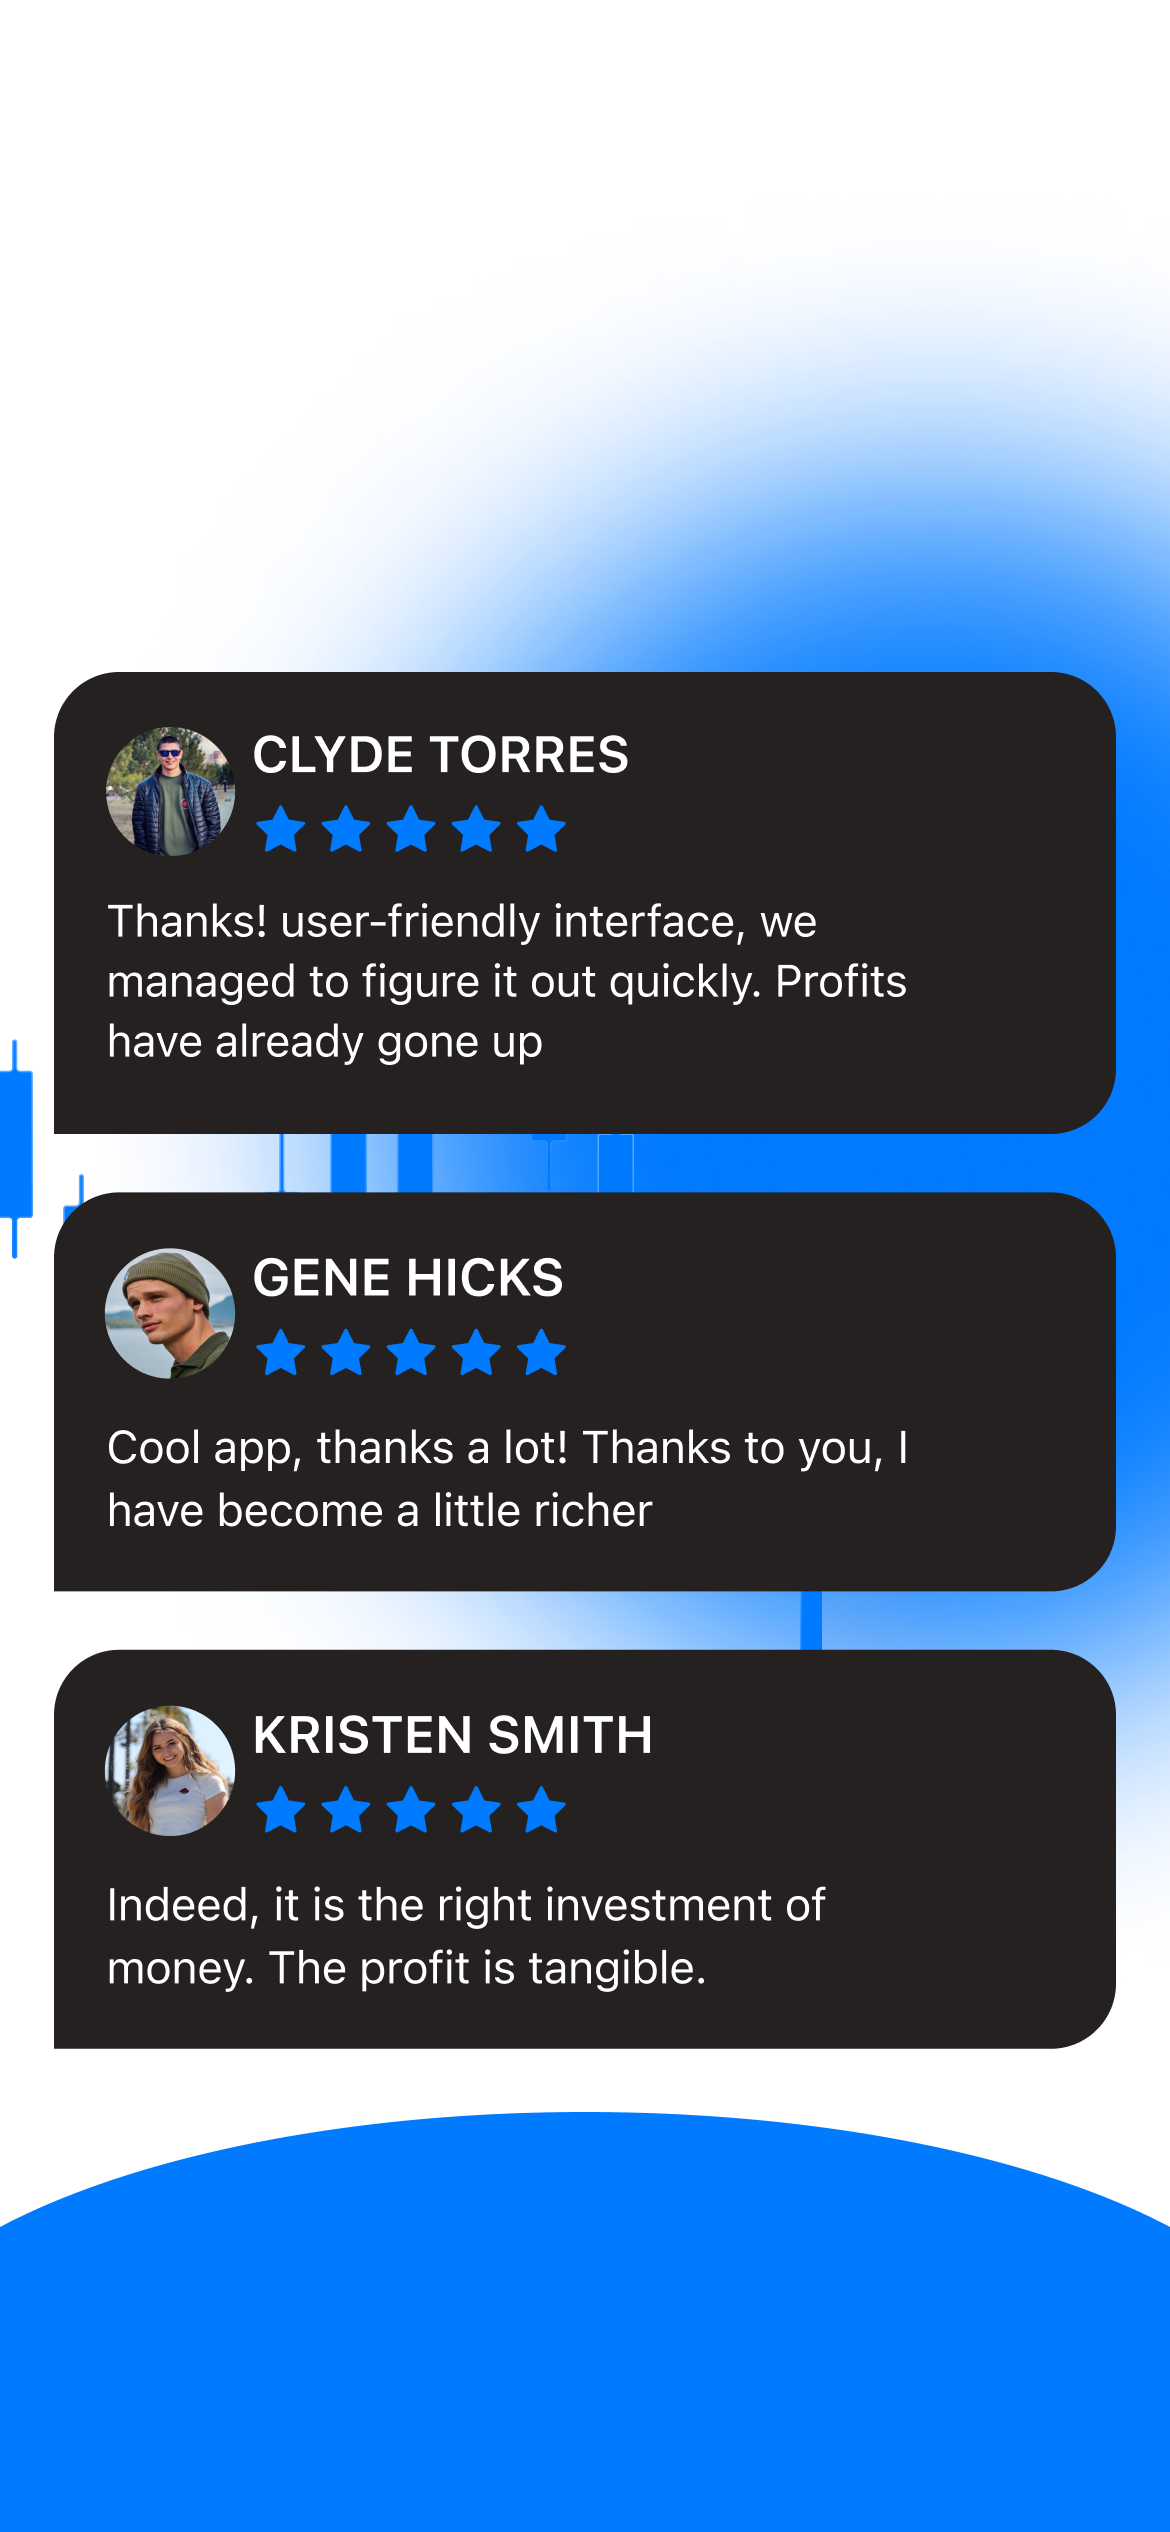 CLYDE TORRES
Thanks! user-friendly interface, we
managed to figure it out quickly. Profits
have already gone up
GENE HICKS
Cool app, thanks a lot! Thanks to you, I
have become a little richer
KRISTEN SMITH
Indeed, it is the right investment of
money. The profit is tangible.